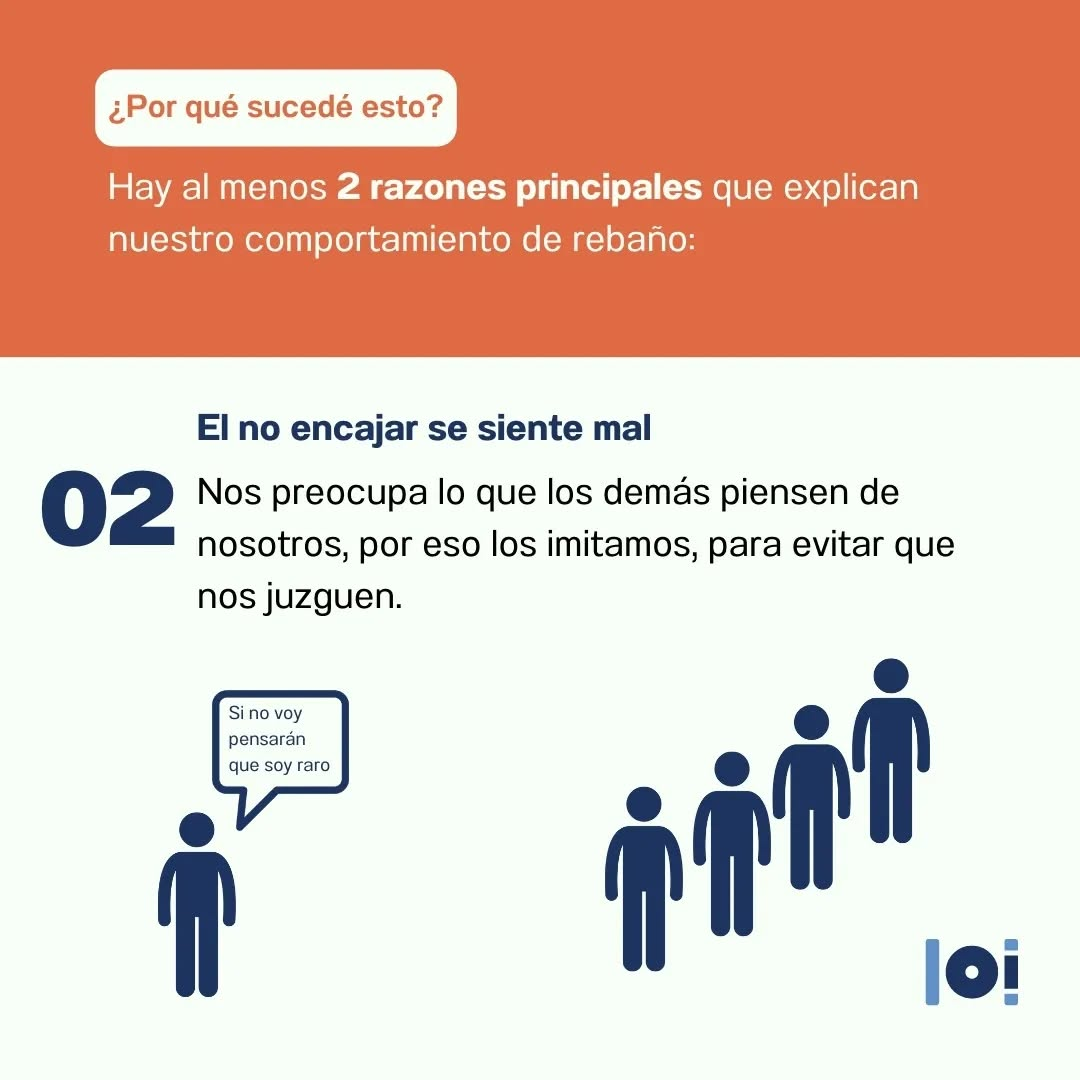 ¿Por qué sucedé esto?
Hay al menos 2 razones principales que explican
nuestro comportamiento de rebaño:
El no encajar se siente mal
02
Nos preocupa lo que los demás piensen de
nosotros, por eso los imitamos, para evitar que
nos juzguen.
Si no voy
pensarán
que soy raro